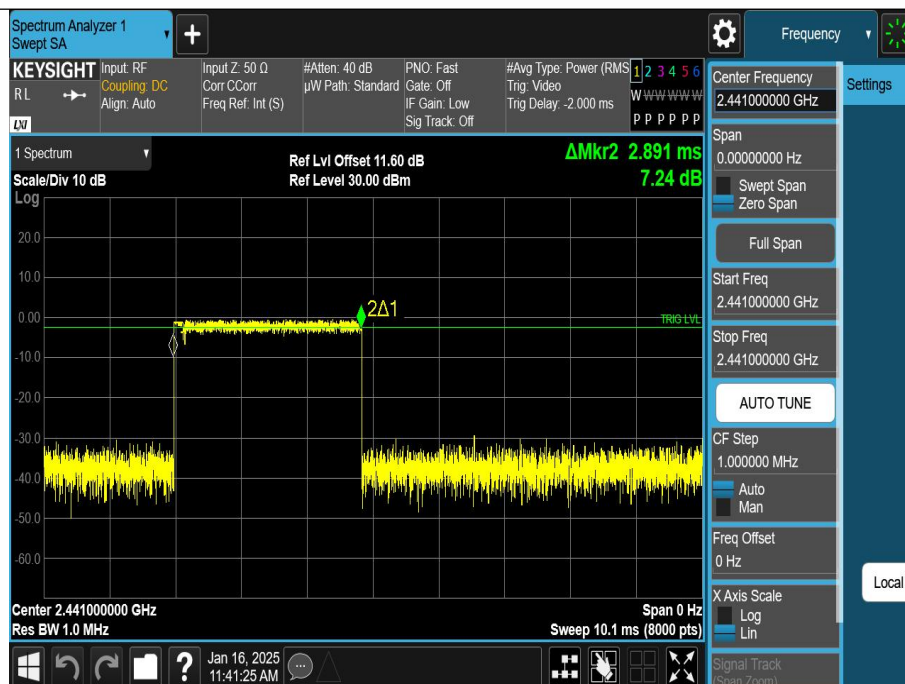 Spectrum Analyzer 1
Swept SA
Frequency
KEYSIGHT
RL
LXI
Input: RF
Coupling: DC
Align: Auto
Input Z: 50 Ω
Corr CCorr
Freq Ref: Int (S)
#Atten: 40 dB
µW Path: Standard
PNO: Fast
Gate: Off
IF Gain: Low
Sig Track: Off
#Avg Type: Power (RMS
Trig: Video
Trig Delay: -2.000 ms
1 2 3 4 5 6
W W W W W W
P P P P P P
Center Frequency
2.441000000 GHz
Settings
Span
0.00000000 Hz
Swept Span
Zero Span
Full Span
Start Freq
2.441000000 GHz
Stop Freq
2.441000000 GHz
AUTO TUNE
CF Step
1.000000 MHz
Auto
Man
Freq Offset
0 Hz
X Axis Scale
Log
Lin
Signal Track
(Span Zoom)
Local
1 Spectrum
Scale/Div 10 dB
Ref Lvl Offset 11.60 dB
Ref Level 30.00 dBm
ΔMkr2 2.891 ms
7.24 dB
Log
20.0
10.0
0.00
-10.0
-20.0
-30.0
-40.0
-50.0
-60.0
2Δ1
TRIG LVL
Center 2.441000000 GHz
Res BW 1.0 MHz
Span 0 Hz
Sweep 10.1 ms (8000 pts)
?
Jan 16, 2025
11:41:25 AM